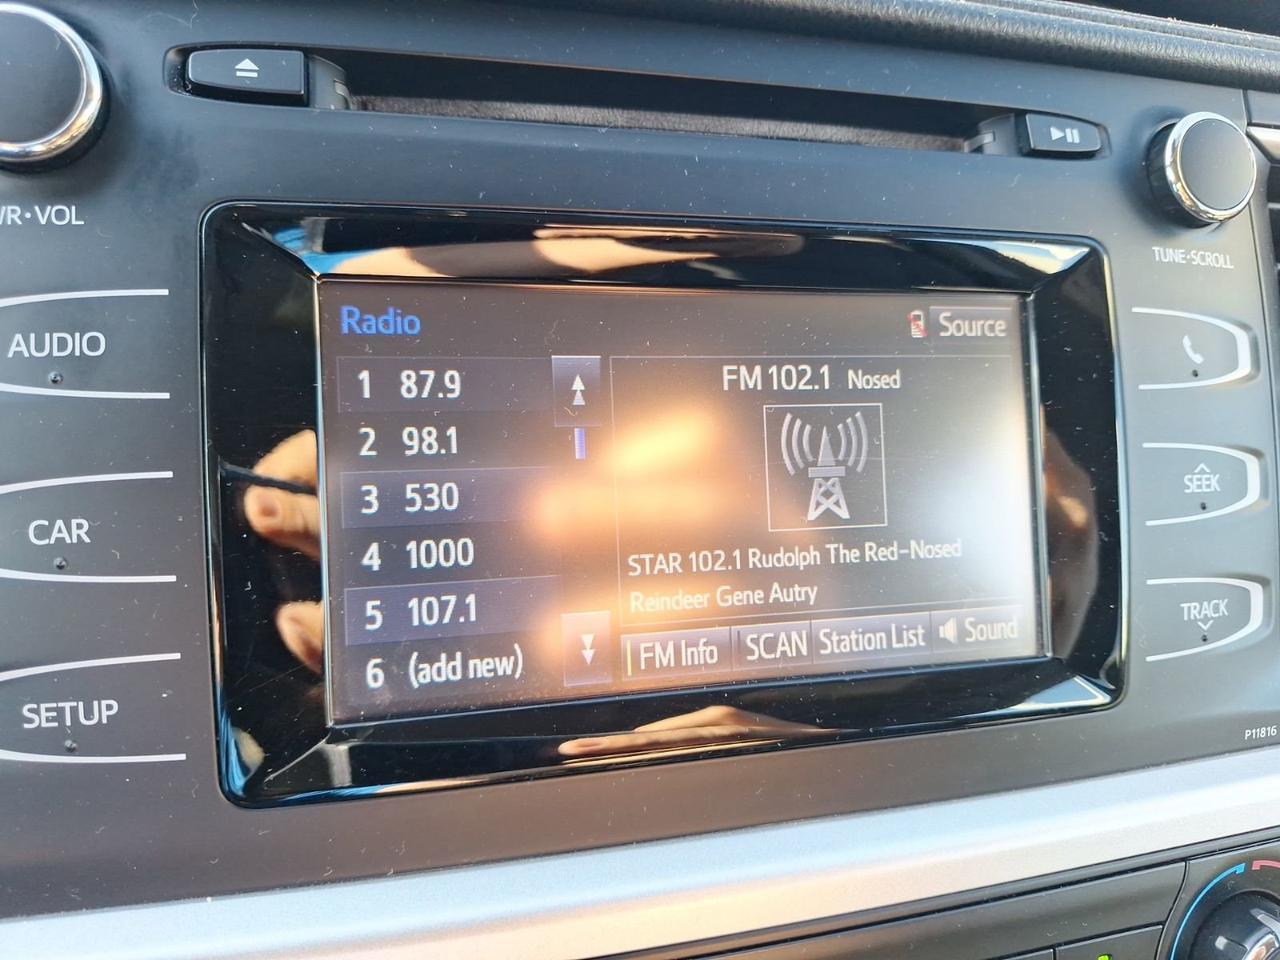 R·VOL
TUNE·SCROLL
AUDIO
CAR
SETUP
Radio
Source
1 87.9
2 98.1
3 530
4 1000
5 107.1
6 (add new)
FM 102.1 Nosed
STAR 102.1 Rudolph The Red-Nosed
Reindeer Gene Autry
FM Info
SCAN
Station List
Sound
SEEK
TRACK
P11816